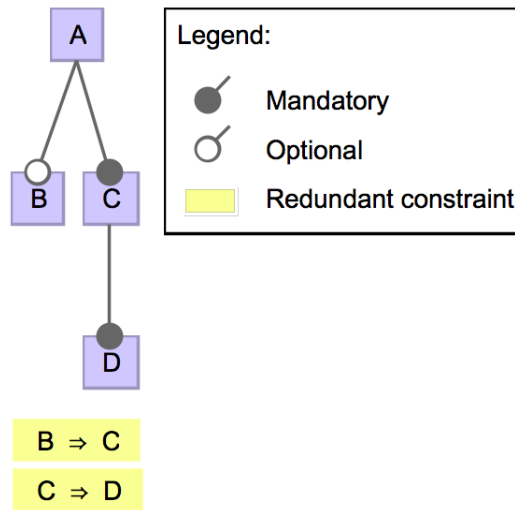 A
B
C
D
B ⇒ C
C ⇒ D
Legend:
Mandatory
Optional
Redundant constraint